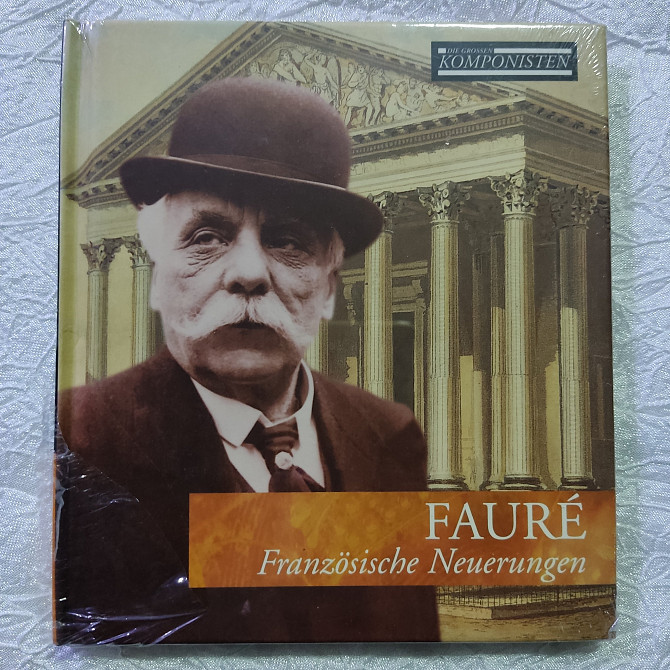 DIE GROSSEN
KOMPONISTEN
FAURÉ
Französische Neuerungen